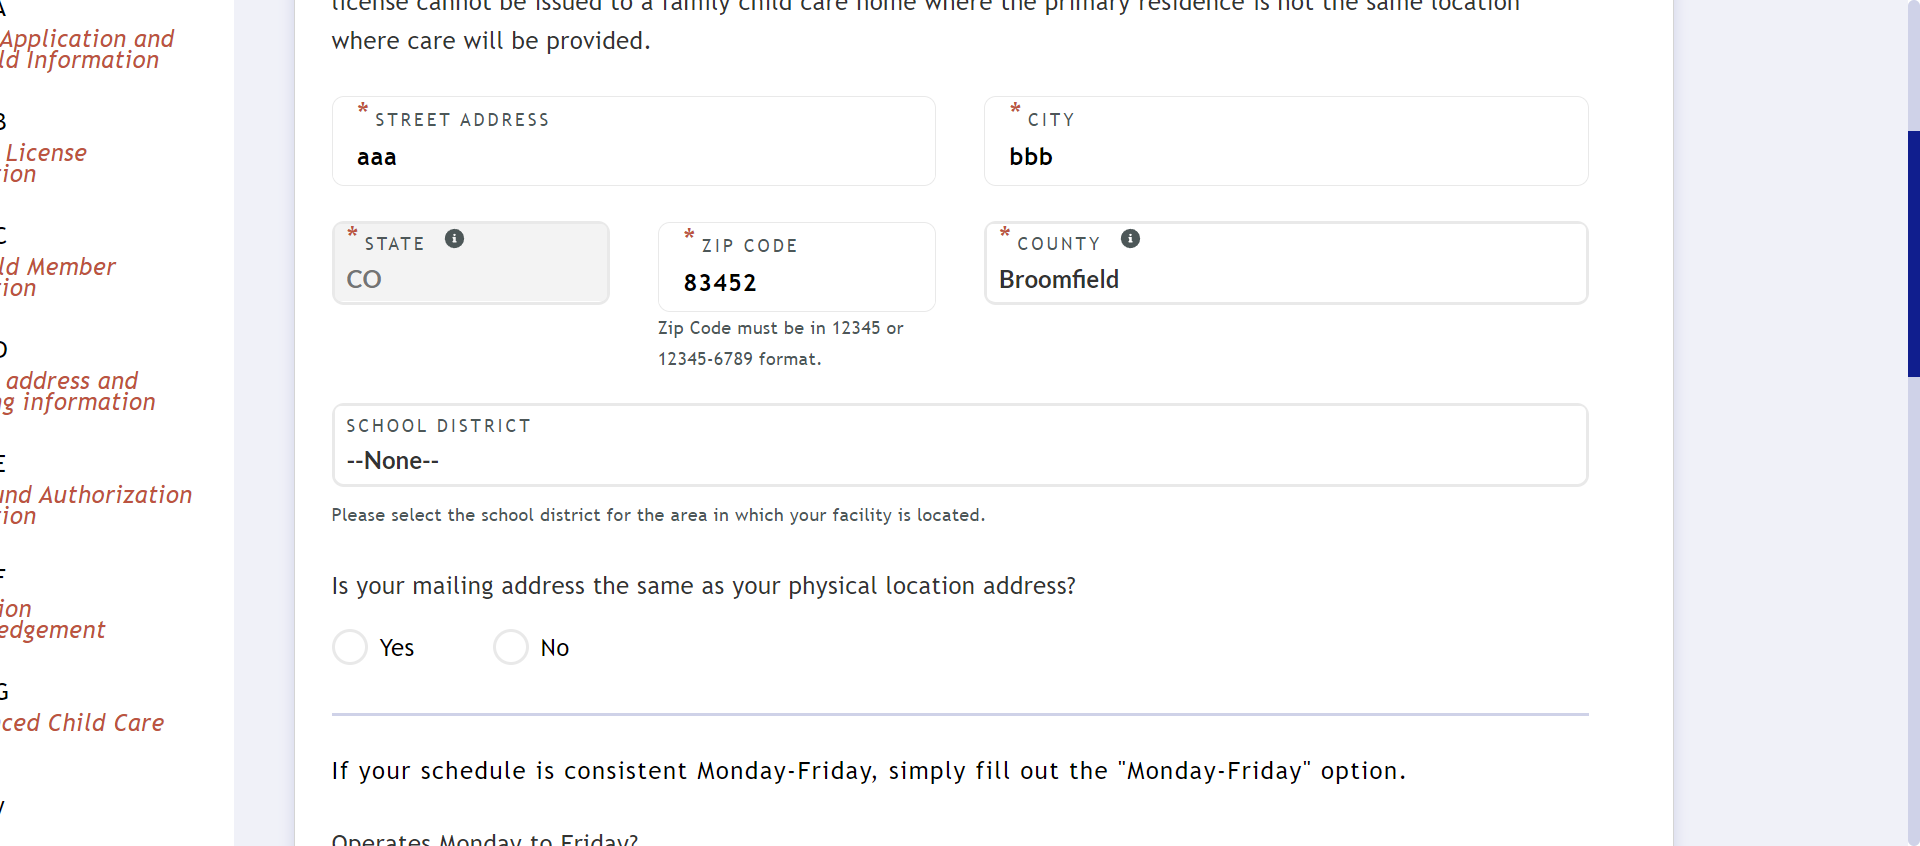 license cannot be issued to a family child care home where the primary residence is not the same location
where care will be provided.
* STREET ADDRESS
aaa
* CITY
bbb
* STATE
CO
* ZIP CODE
83452
Zip Code must be in 12345 or
12345-6789 format.
* COUNTY
Broomfield
SCHOOL DISTRICT
--None--
Please select the school district for the area in which your facility is located.
Is your mailing address the same as your physical location address?
Yes
No
If your schedule is consistent Monday-Friday, simply fill out the "Monday-Friday" option.
Operates Monday to Friday?
A
Application and
ld Information
B
License
ion
C
ld Member
ion
D
address and
ng information
E
und Authorization
ion
F
ion
edgement
G
ced Child Care